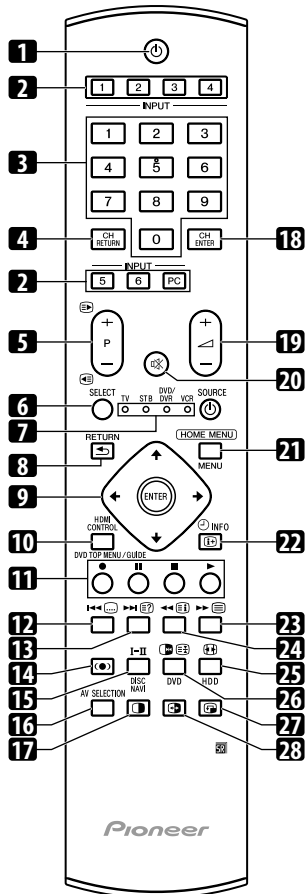 1
2
1 2 3 4
INPUT
3
1 2 3
4 5 6
7 8 9
4
CH RETURN
0
CH ENTER
18
INPUT
2
5 6 PC
5
+ P −
+ −
19
20
6
SELECT
TV STB DVD/DVR VCR
SOURCE
7
RETURN
HOME MENU
MENU
21
8
9
ENTER
10
HDMI CONTROL
INFO
22
DVD TOP MENU / GUIDE
11
12
23
13
24
14
I-II
25
15
DISC NAVI
DVD
HDD
26
16
AV SELECTION
27
17
28
SR
Pioneer